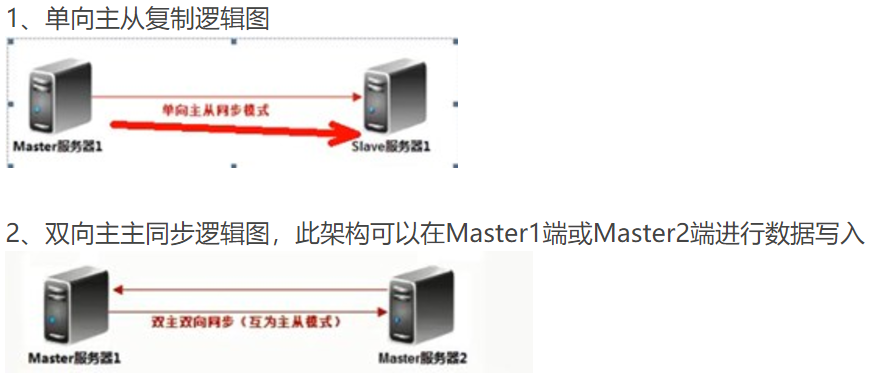 1、单向主从复制逻辑图
单向主从同步模式
Master服务器1
Slave服务器1
2、双向主主同步逻辑图，此架构可以在Master1端或Master2端进行数据写入
双主双向同步（互为主从模式）
Master服务器1
Master服务器2